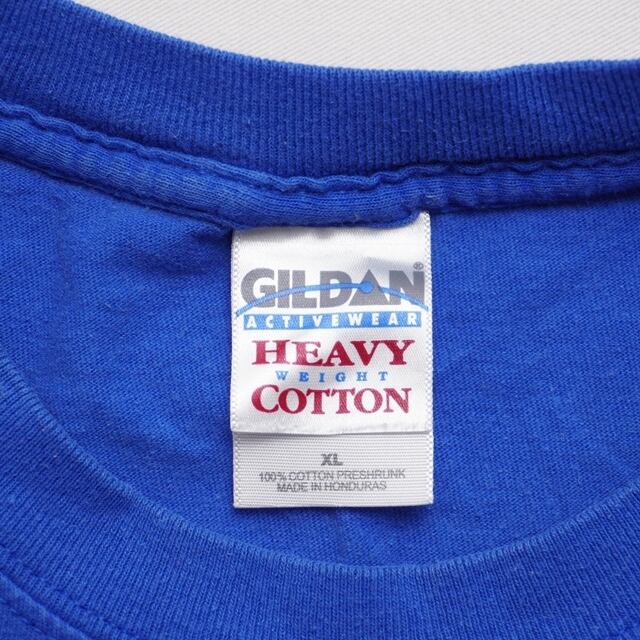 GILDAN®
ACTIVEWEAR
HEAVY
WEIGHT
COTTON
XL
100% COTTON PRESHRUNK
MADE IN HONDURAS